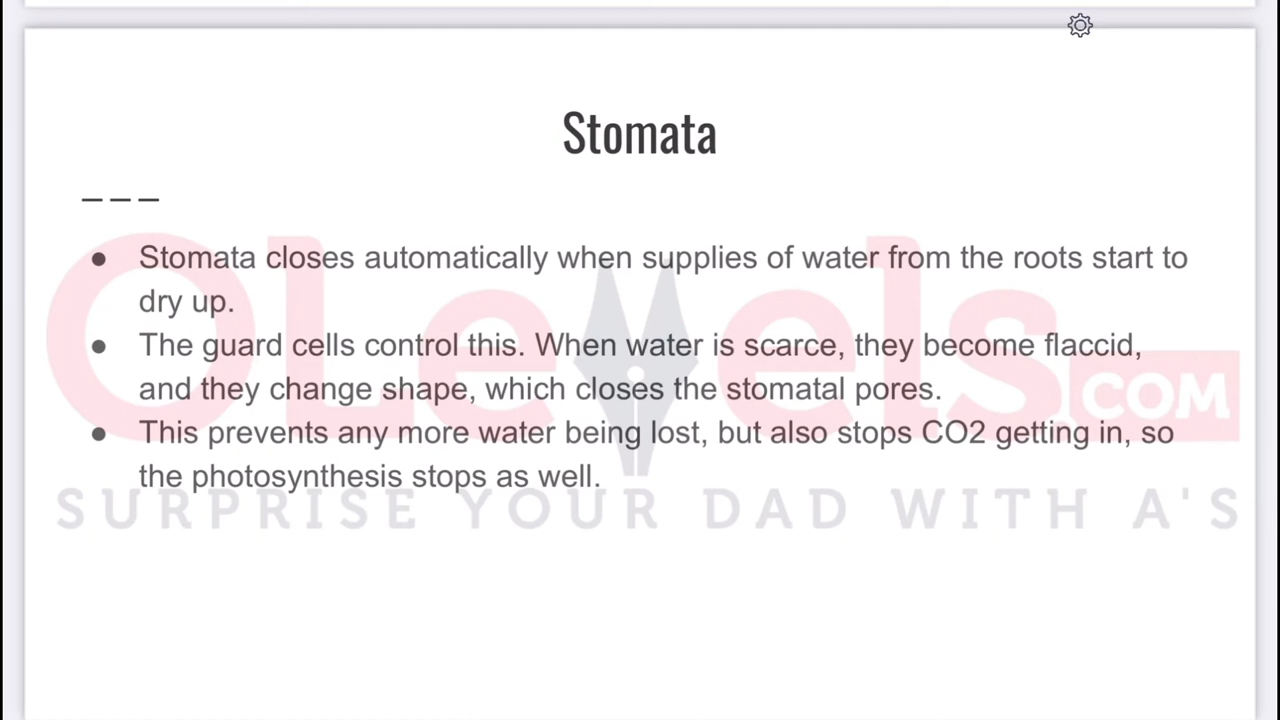 Stomata
● Stomata closes automatically when supplies of water from the roots start to
dry up.
● The guard cells control this. When water is scarce, they become flaccid,
and they change shape, which closes the stomatal pores.
● This prevents any more water being lost, but also stops CO2 getting in, so
the photosynthesis stops as well.
OLevels
.COM
SURPRISE YOUR DAD WITH A'S